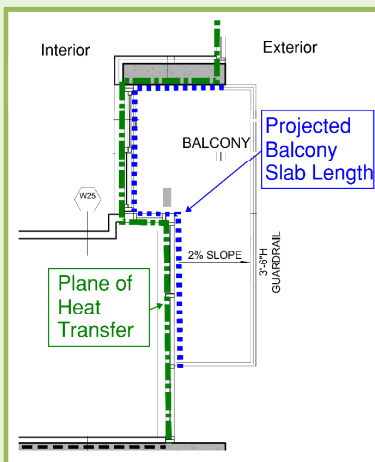 Interior
Exterior
BALCONY
Projected
Balcony
Slab Length
W25
2% SLOPE
3'-6"H
GUARDRAIL
Plane of
Heat
Transfer